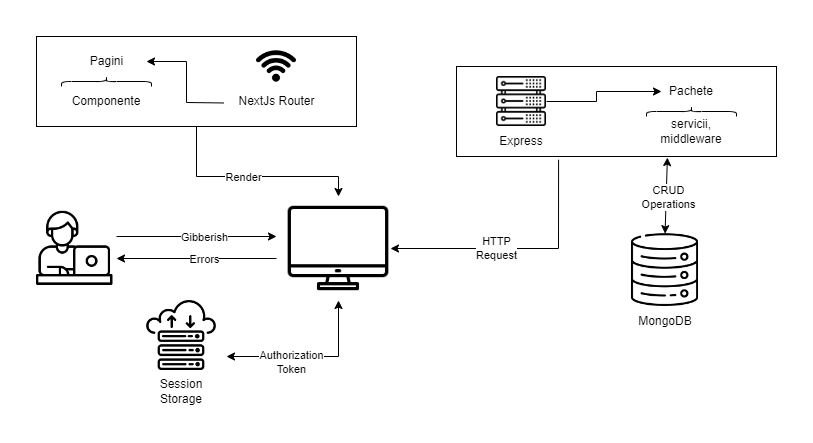 Pagini
Componente
NextJs Router
Express
Pachete
servicii,
middleware
Render
CRUD
Operations
Gibberish
Errors
HTTP
Request
MongoDB
Authorization
Token
Session
Storage